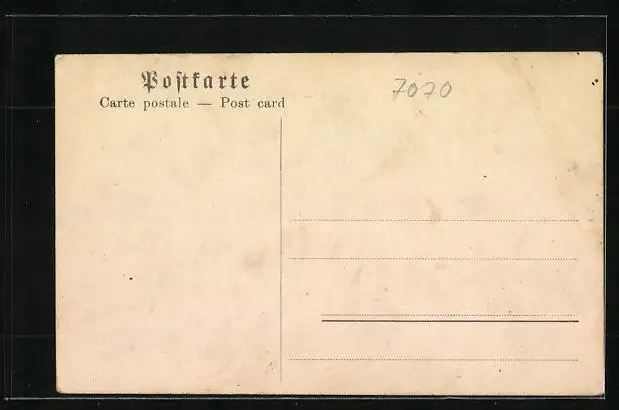 Postkarte
Carte postale — Post card
7070